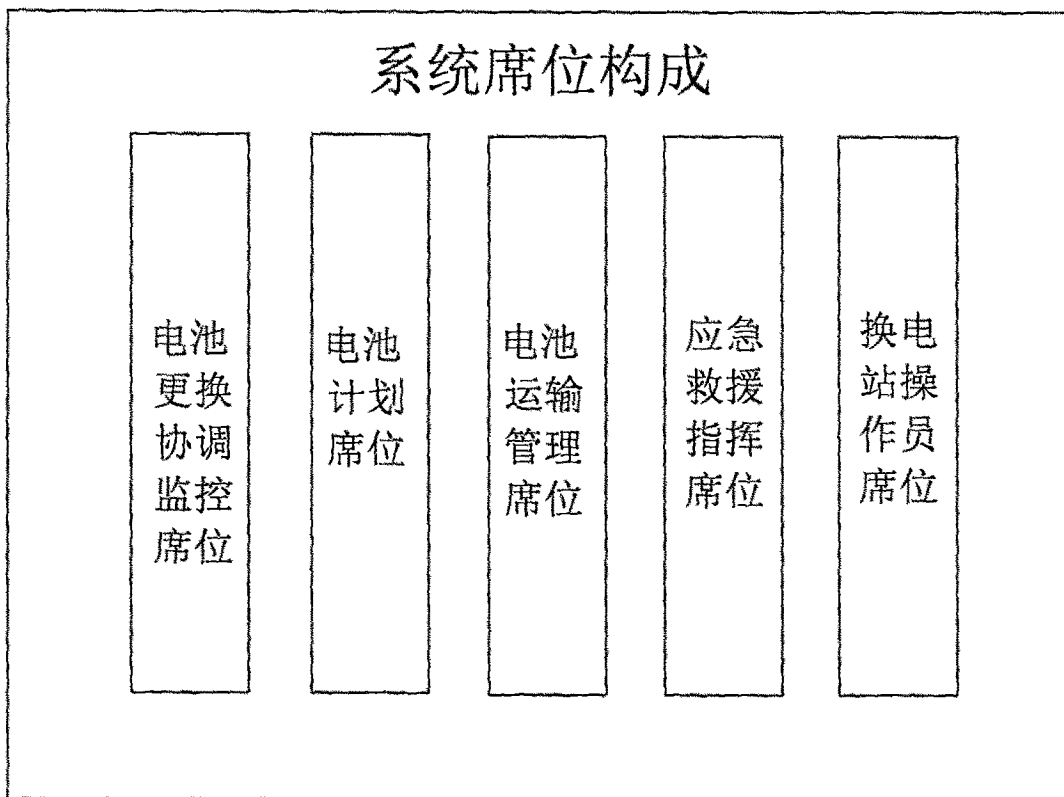 系统席位构成
电池
更换
协调
监控
席位
电池
计划
席位
电池
运输
管理
席位
应急
救援
指挥
席位
换电
站操
作员
席位